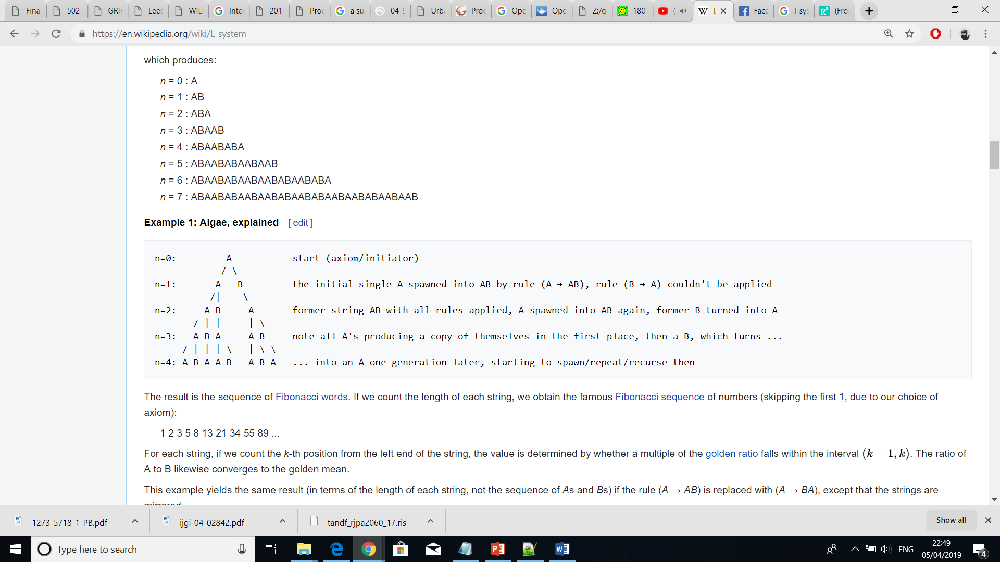 Fina 502 GRIF Leec WIL Inte 201 Proc a su 04-S Urba Proc Ope Ope Z:/g 180 ( W L Face l-sys (Fro
https://en.wikipedia.org/wiki/L-system
which produces:
n = 0 : A
n = 1 : AB
n = 2 : ABA
n = 3 : ABAAB
n = 4 : ABAABABA
n = 5 : ABAABABAABAAB
n = 6 : ABAABABAABAABABAABABA
n = 7 : ABAABABAABAABABAABABAABAABABAABAAB
Example 1: Algae, explained [ edit ]
n=0: A start (axiom/initiator)
/ \
n=1: A B the initial single A spawned into AB by rule (A → AB), rule (B → A) couldn't be applied
/| \
n=2: A B A former string AB with all rules applied, A spawned into AB again, former B turned into A
/ | | | \
n=3: A B A A B note all A's producing a copy of themselves in the first place, then a B, which turns ...
/ | | | \ | \ \
n=4: A B A A B A B A ... into an A one generation later, starting to spawn/repeat/recurse then
The result is the sequence of Fibonacci words. If we count the length of each string, we obtain the famous Fibonacci sequence of numbers (skipping the first 1, due to our choice of
axiom):
1 2 3 5 8 13 21 34 55 89 ...
For each string, if we count the k-th position from the left end of the string, the value is determined by whether a multiple of the golden ratio falls within the interval (k − 1, k). The ratio of
A to B likewise converges to the golden mean.
This example yields the same result (in terms of the length of each string, not the sequence of As and Bs) if the rule (A → AB) is replaced with (A → BA), except that the strings are
mirrored
1273-5718-1-PB.pdf ijgi-04-02842.pdf tandf_rjpa2060_17.ris Show all
Type here to search ENG 22:49
05/04/2019 4